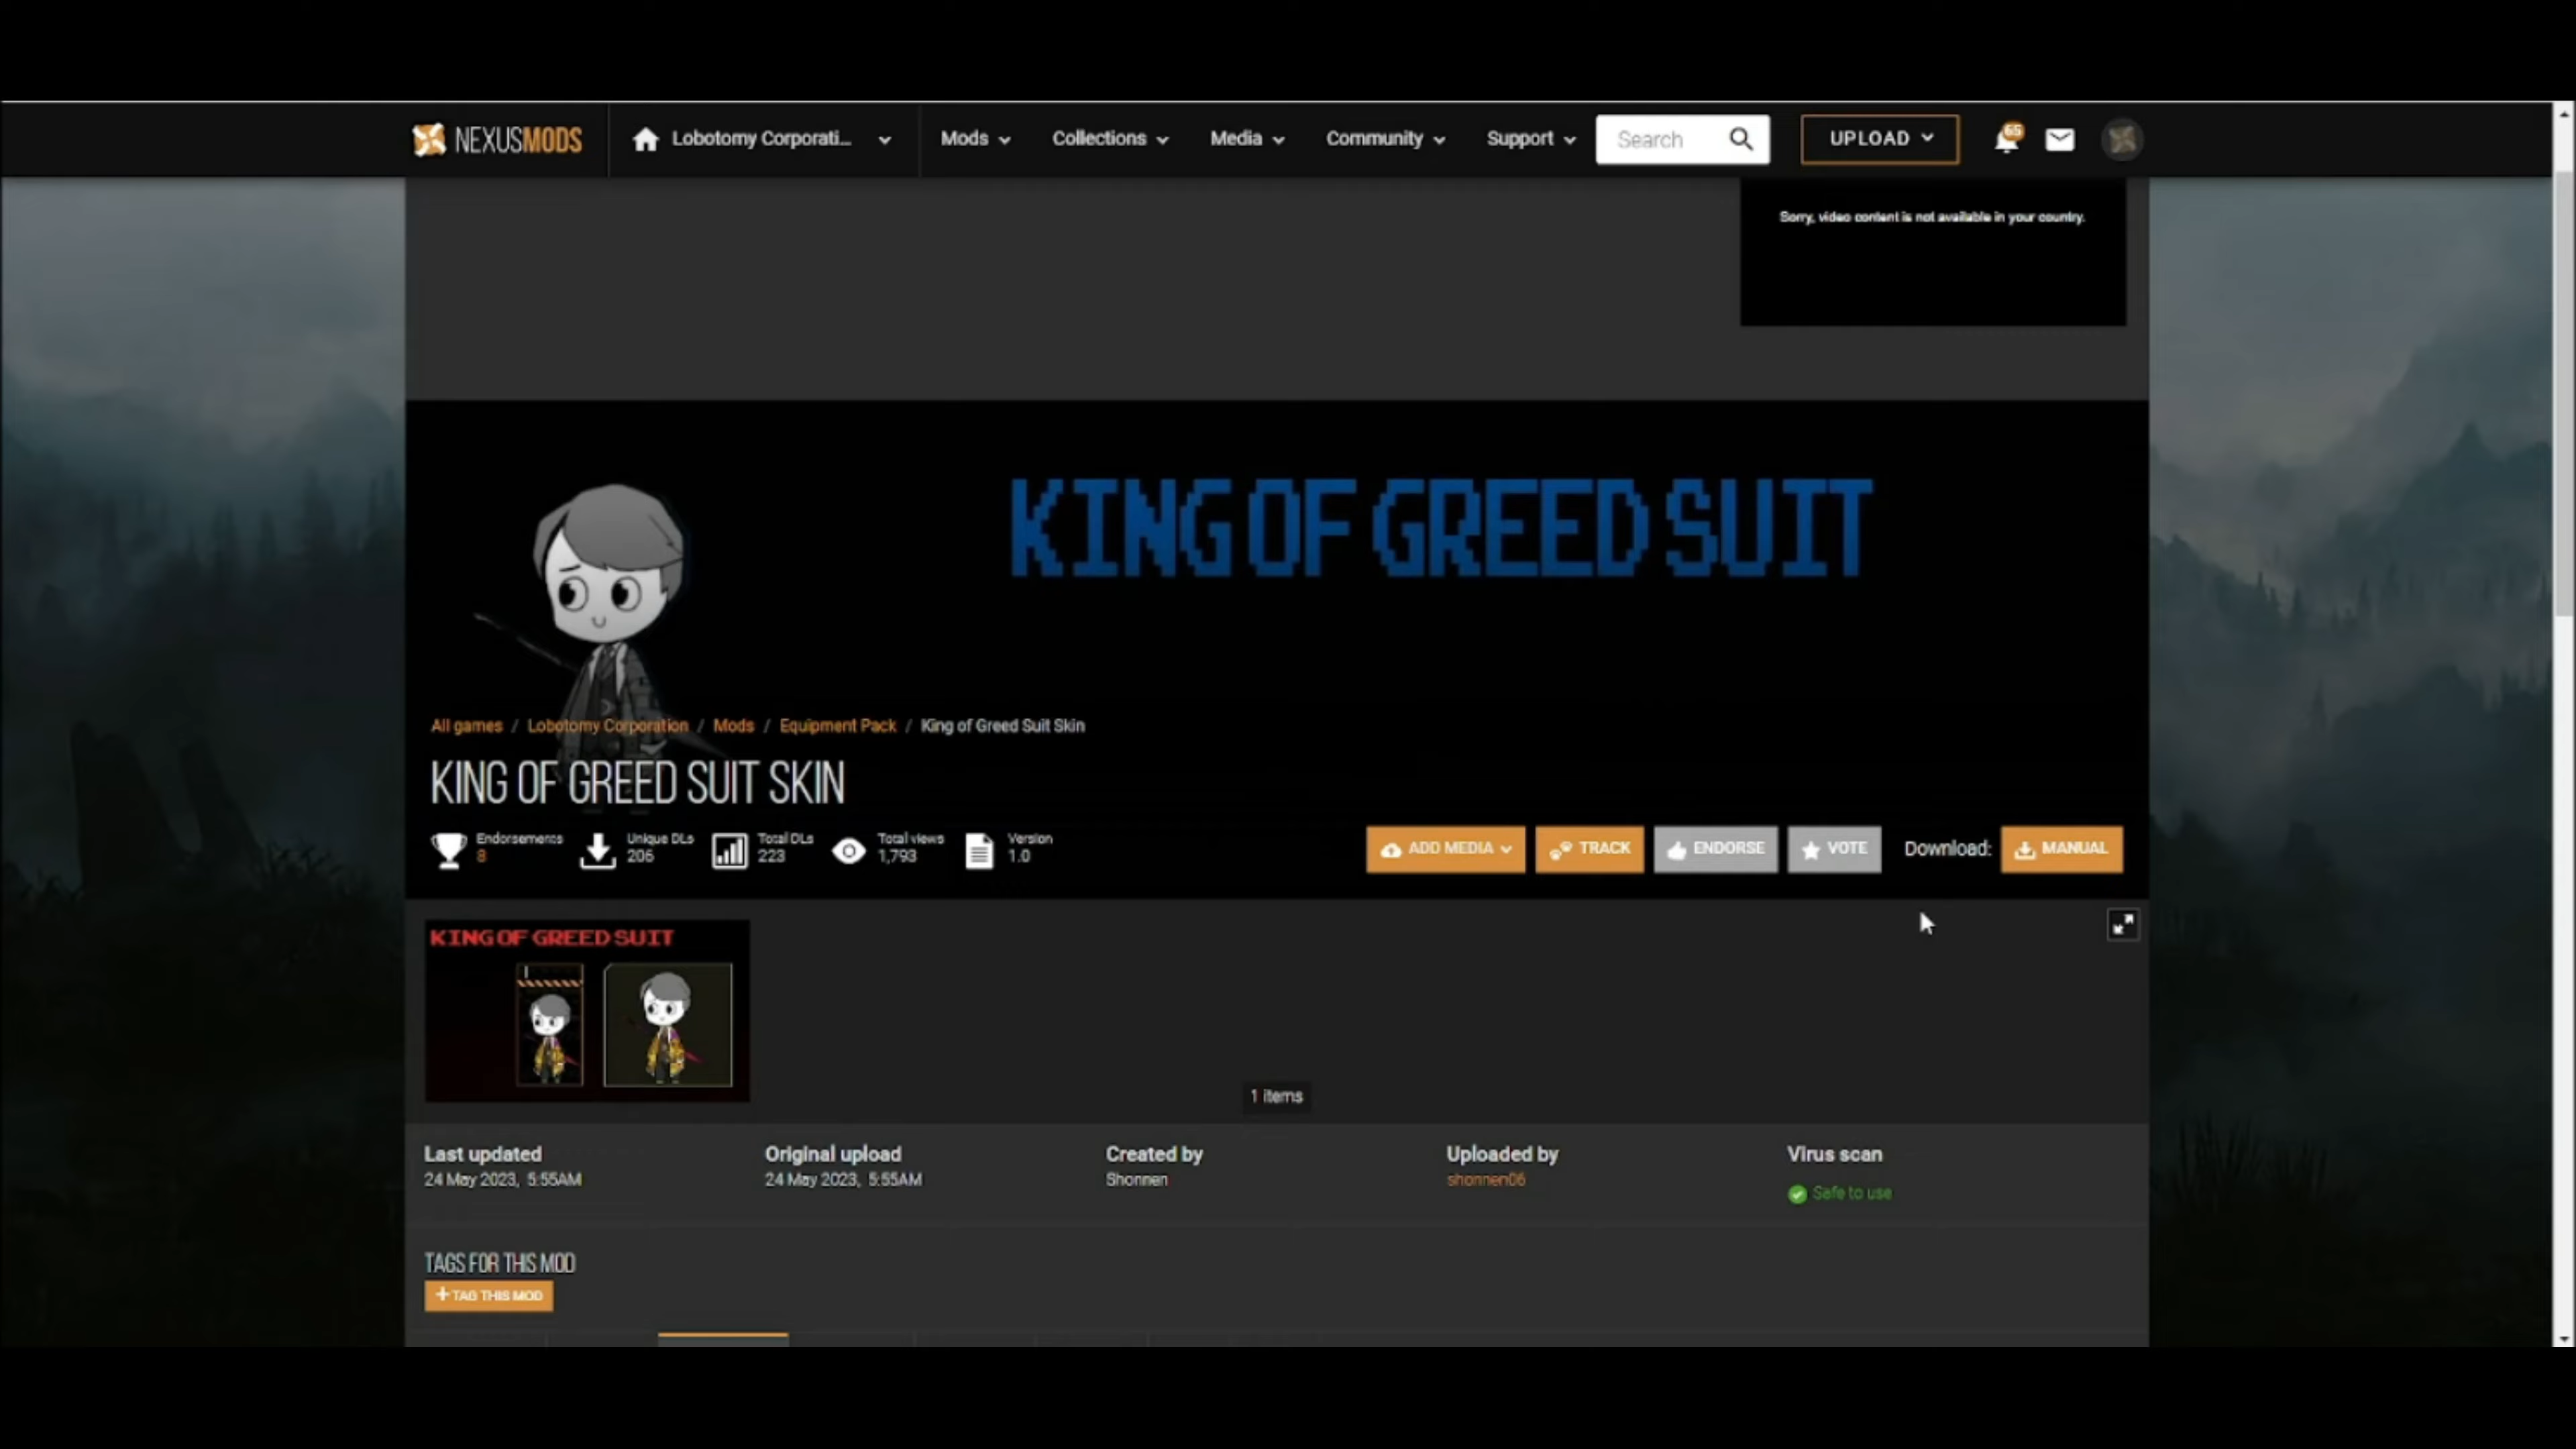 NEXUSMODS
Lobotomy Corporati...
Mods
Collections
Media
Community
Support
Search
UPLOAD
65
Sorry, video content is not available in your country.
KING OF GREED SUIT
All games / Lobotomy Corporation / Mods / Equipment Pack / King of Greed Suit Skin
KING OF GREED SUIT SKIN
Endorsements
8
Unique DLs
206
Total DLs
223
Total views
1,793
Version
1.0
ADD MEDIA
TRACK
ENDORSE
VOTE
Download:
MANUAL
KING OF GREED SUIT
1 items
Last updated
24 May 2023, 5:55AM
Original upload
24 May 2023, 5:55AM
Created by
Shonnen
Uploaded by
shonnen06
Virus scan
Safe to use
TAGS FOR THIS MOD
+ TAG THIS MOD